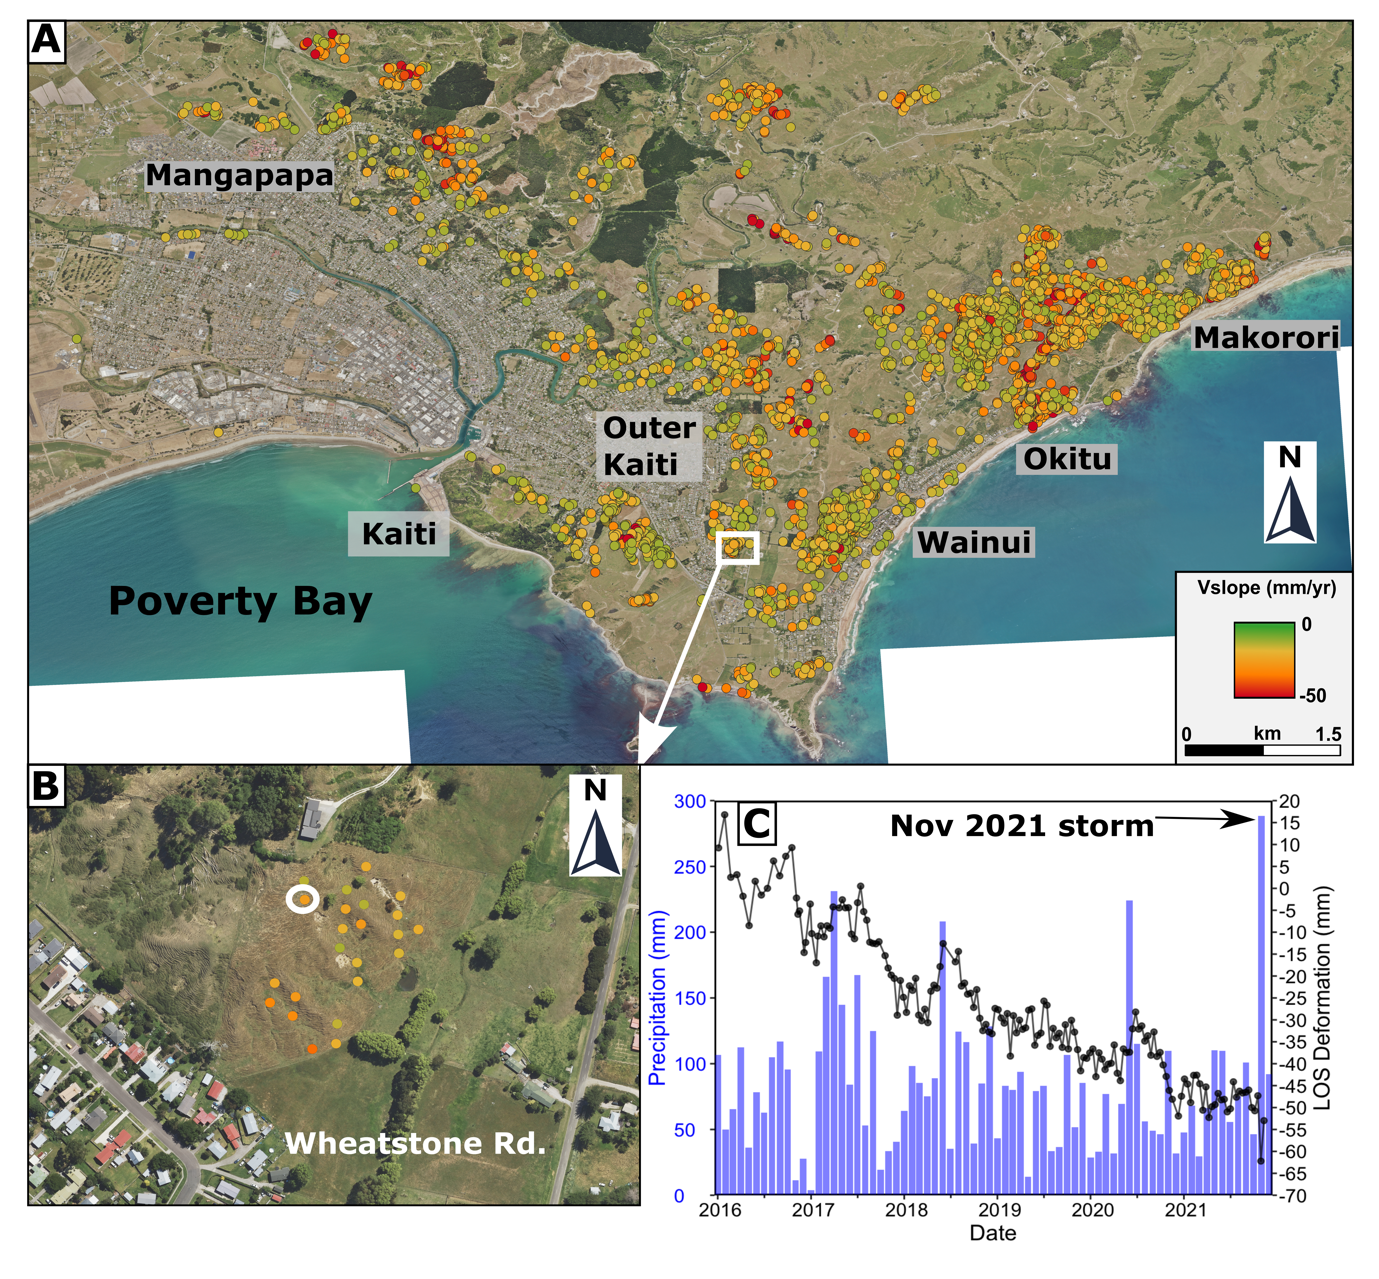 A
Mangapapa
Makorori
Outer
Kaiti
Okitu
N
Kaiti
Wainui
Poverty Bay
Vslope (mm/yr)
0
-50
0 km 1.5
B
N
Wheatstone Rd.
C
Nov 2021 storm
Precipitation (mm)
300
250
200
150
100
50
0
20
15
10
5
0
-5
-10
-15
-20
-25
-30
-35
-40
-45
-50
-55
-60
-65
-70
LOS Deformation (mm)
2016 2017 2018 2019 2020 2021
Date